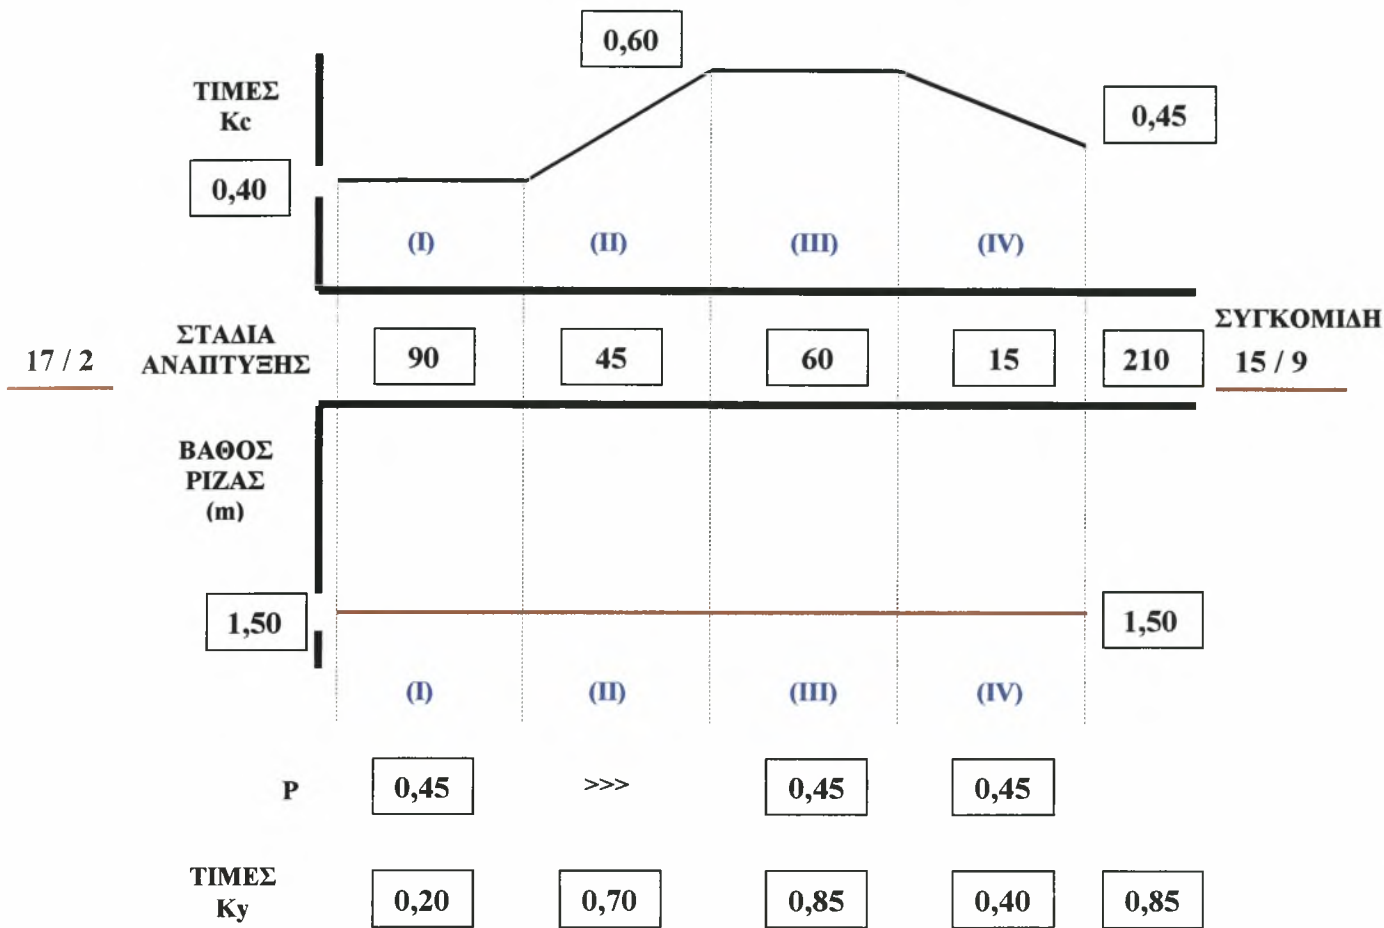 0,60
ΤΙΜΕΣ
Kc
0,45
0,40
(I) (II) (III) (IV)
ΣΥΓΚΟΜΙΔΗ
17 / 2 ΣΤΑΔΙΑ ΑΝΑΠΤΥΞΗΣ 90 45 60 15 210 15 / 9
ΒΑΘΟΣ
ΡΙΖΑΣ
(m)
1,50 1,50
(I) (II) (III) (IV)
P 0,45 >>> 0,45 0,45
ΤΙΜΕΣ
Ky 0,20 0,70 0,85 0,40 0,85